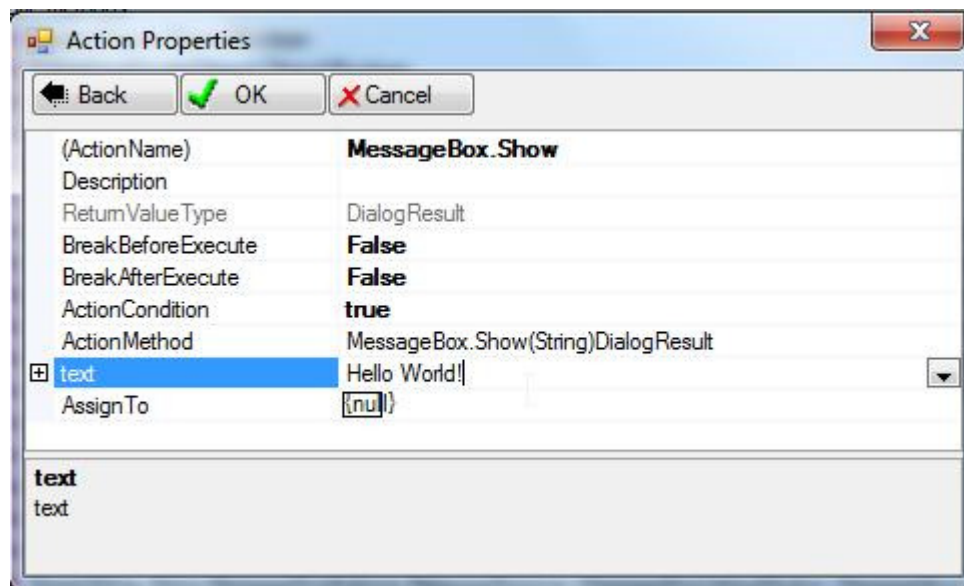 Action Properties
Back OK Cancel
(ActionName) MessageBox.Show
Description
ReturnValueType DialogResult
BreakBeforeExecute False
BreakAfterExecute False
ActionCondition true
ActionMethod MessageBox.Show(String)DialogResult
text Hello World!
AssignTo {null}
text
text